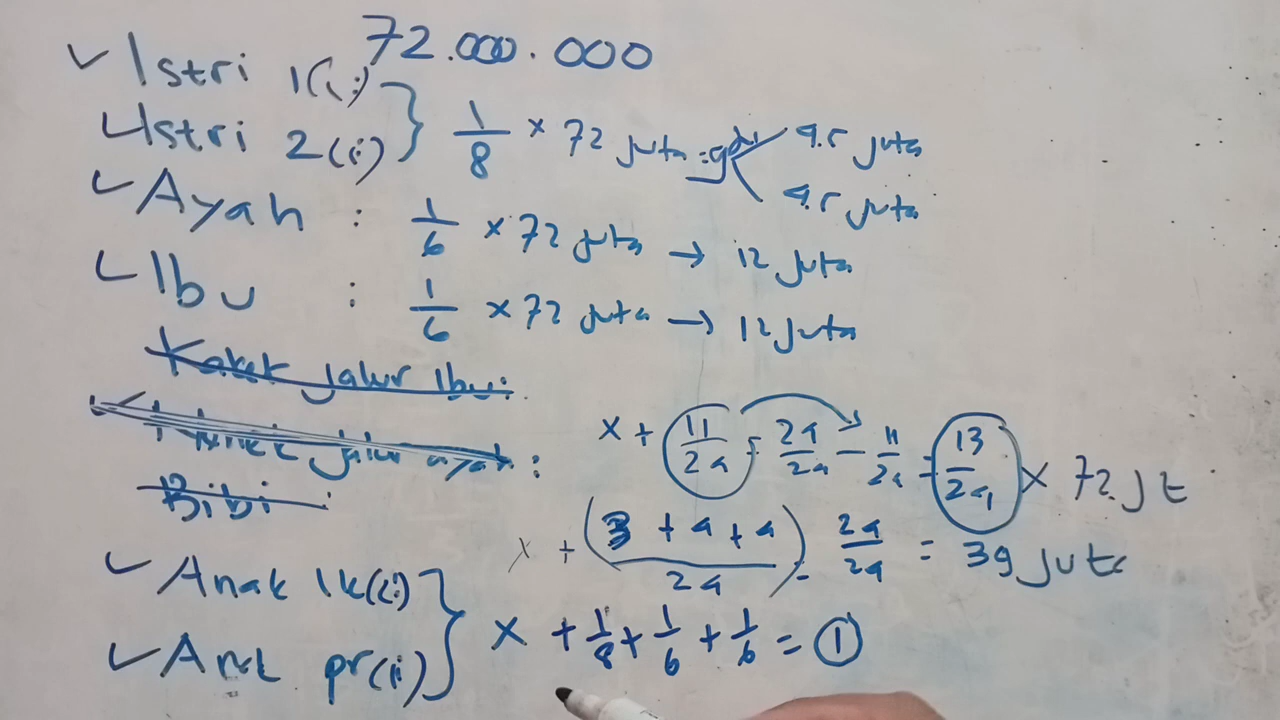 72.000.000
Istri 1(i)
Istri 2(i) } 1/8 × 72 juta = 9 4.5 juta
4.5 juta
Ayah : 1/6 × 72 juta → 12 juta
Ibu : 1/6 × 72 juta → 12 juta
Kakek jalur Ibu:
jalur ayah :
Bibi :
x + 11/24 = 24/24 - 11/24 = 13/24 × 72 jt
x + (3 + 4 + 4)/24 = 24/24 = 39 juta
Anak lk(i)
Anak pr(i) } x + 1/8 + 1/6 + 1/6 = 1